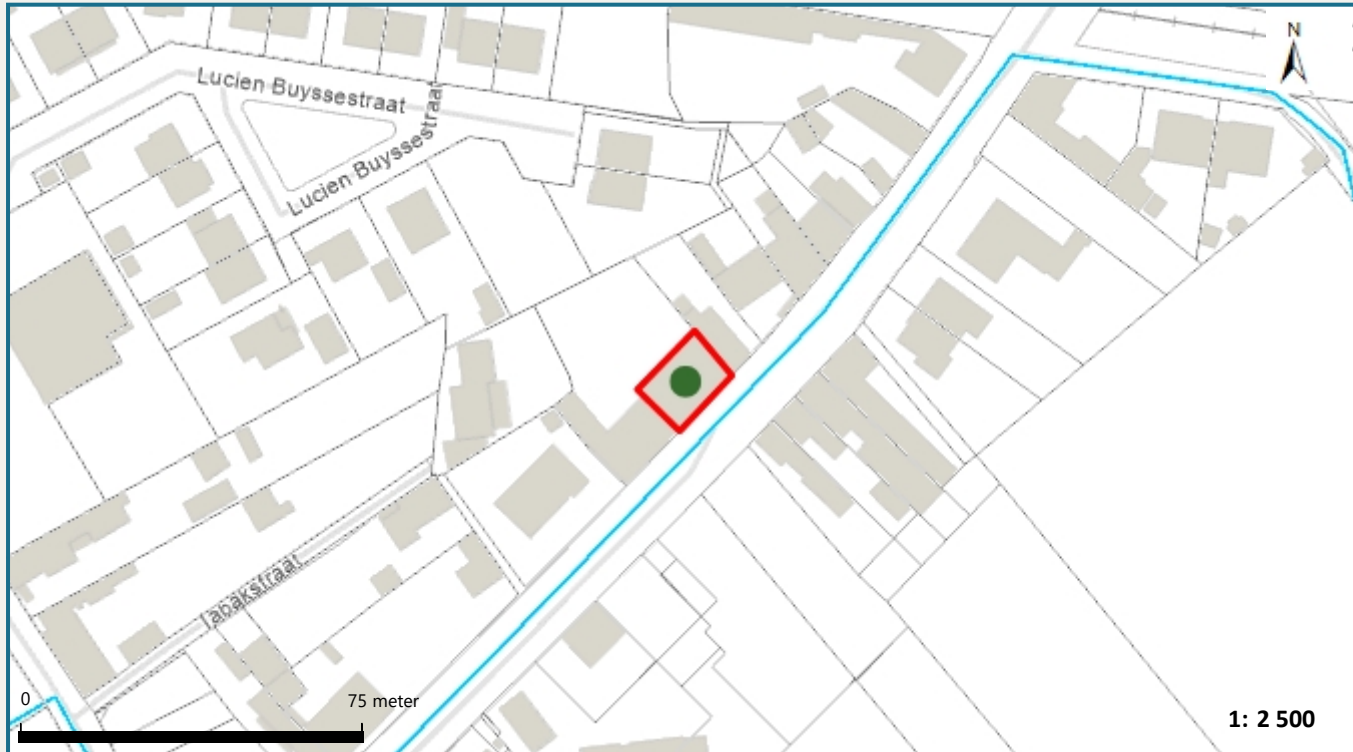 N
Lucien Buyssestraat
Lucien Buyssestraat
Tabakstraat
0
75 meter
1: 2 500